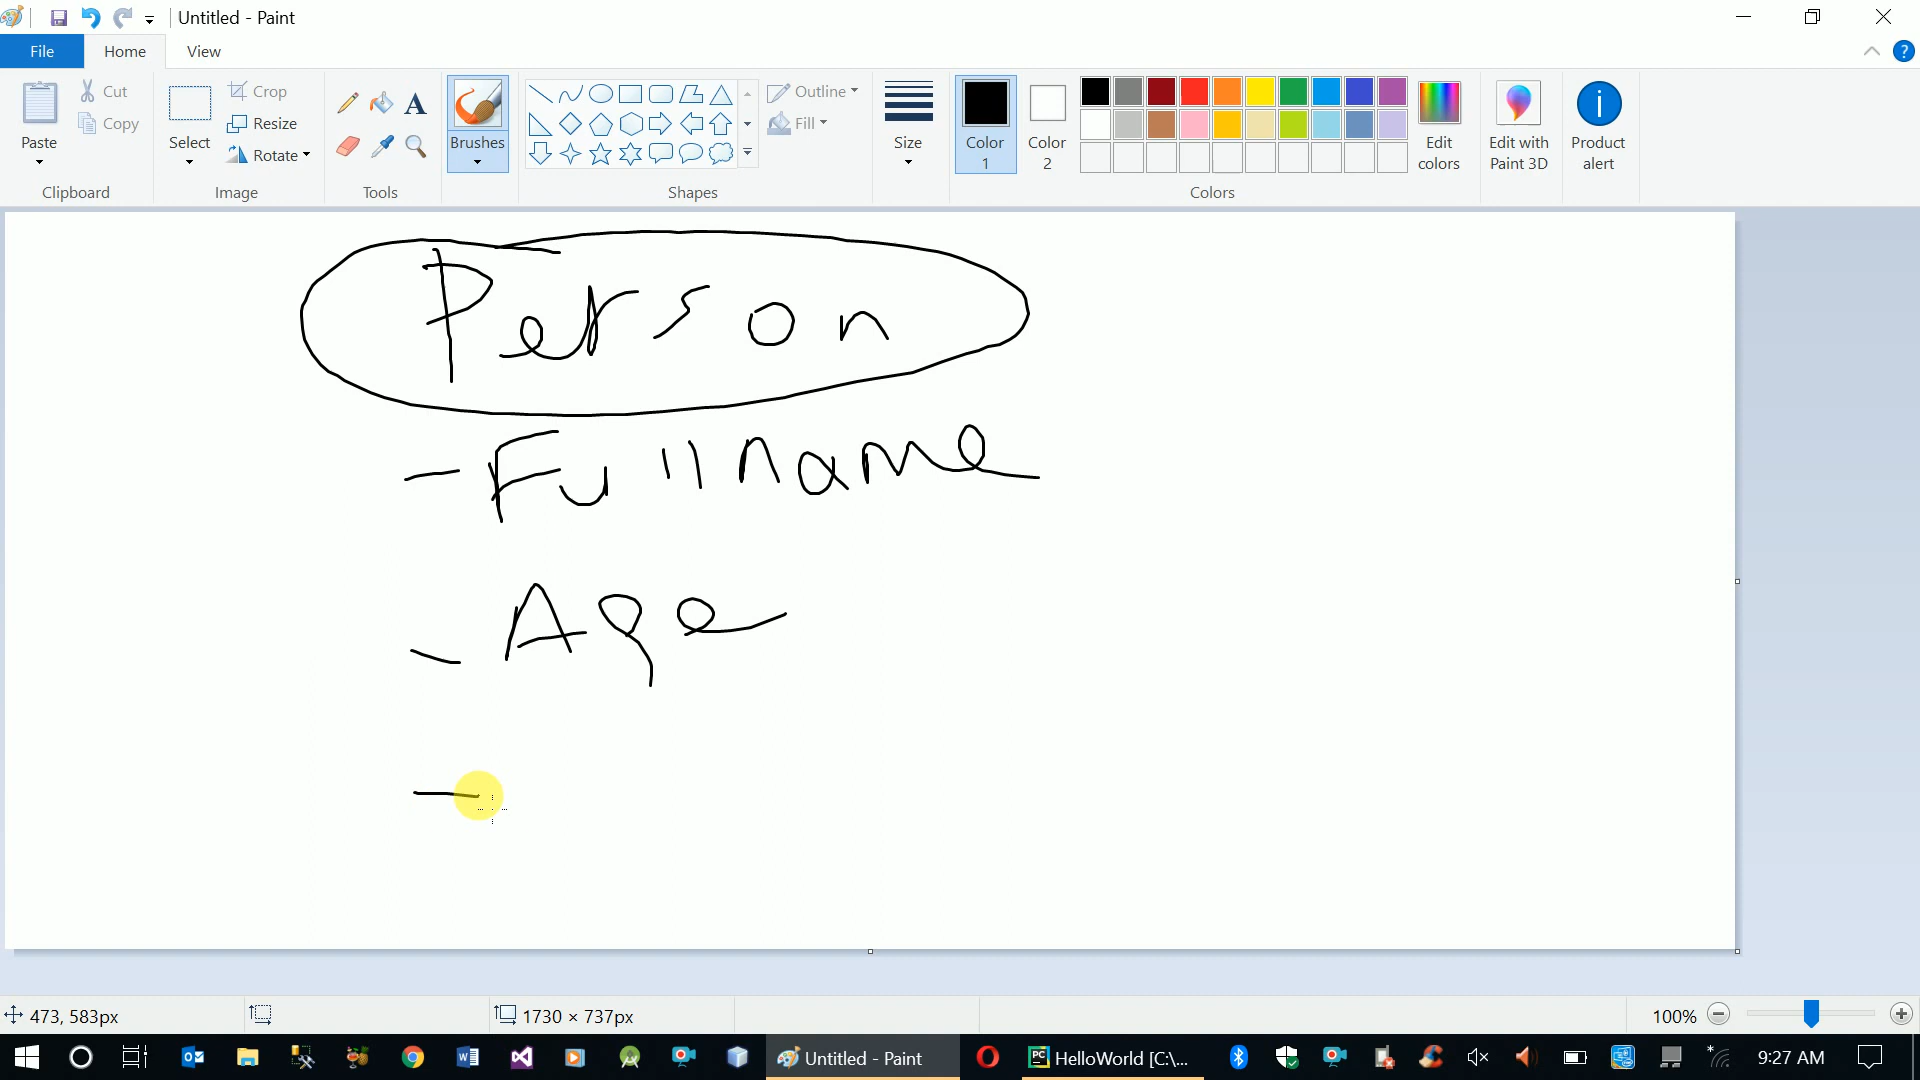 Untitled - Paint
File Home View
Paste Cut Copy Clipboard
Select Crop Resize Rotate Image
Tools
Brushes
Shapes
Outline Fill
Size
Color 1 Color 2 Edit colors Colors
Edit with Paint 3D
Product alert
Person
- Fullname
- Age
-
473, 583px 1730 × 737px 100%
Untitled - Paint HelloWorld [C:\... 9:27 AM